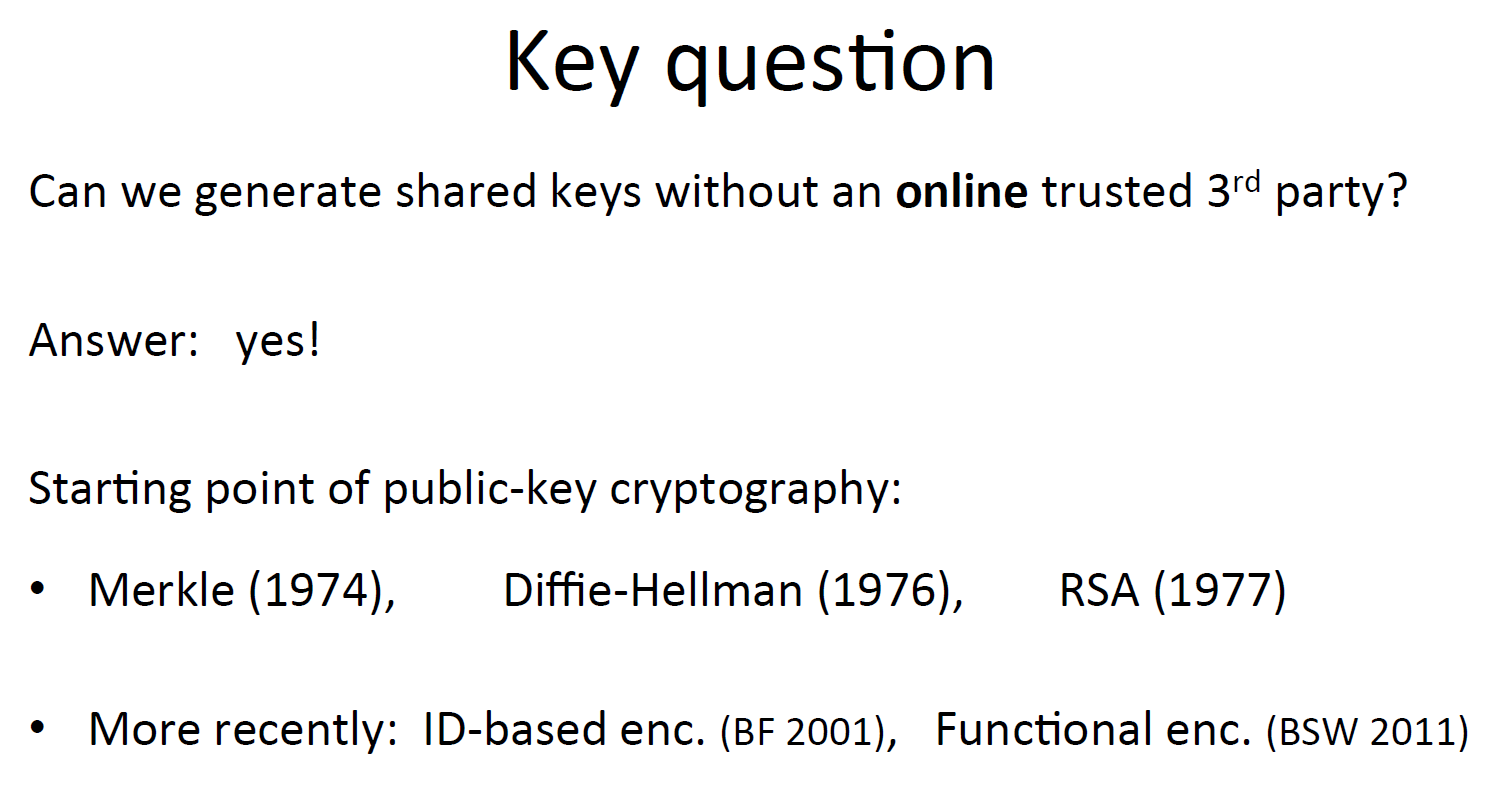 Key question
Can we generate shared keys without an online trusted 3rd party?
Answer: yes!
Starting point of public-key cryptography:
• Merkle (1974), Diffie-Hellman (1976), RSA (1977)
• More recently: ID-based enc. (BF 2001), Functional enc. (BSW 2011)